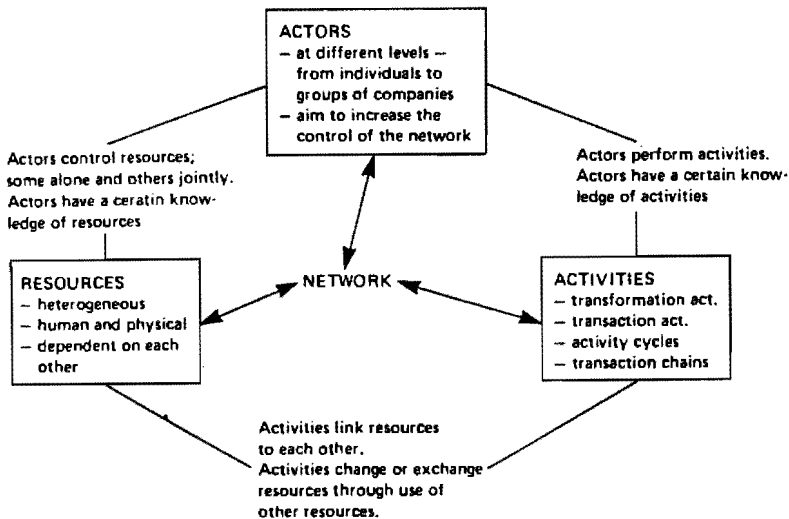 ACTORS
– at different levels –
from individuals to
groups of companies
– aim to increase the
control of the network
Actors control resources;
some alone and others jointly.
Actors have a ceratin know-
ledge of resources
Actors perform activities.
Actors have a certain know-
ledge of activities
RESOURCES
– heterogeneous
– human and physical
– dependent on each
other
NETWORK
ACTIVITIES
– transformation act.
– transaction act.
– activity cycles
– transaction chains
Activities link resources
to each other.
Activities change or exchange
resources through use of
other resources.